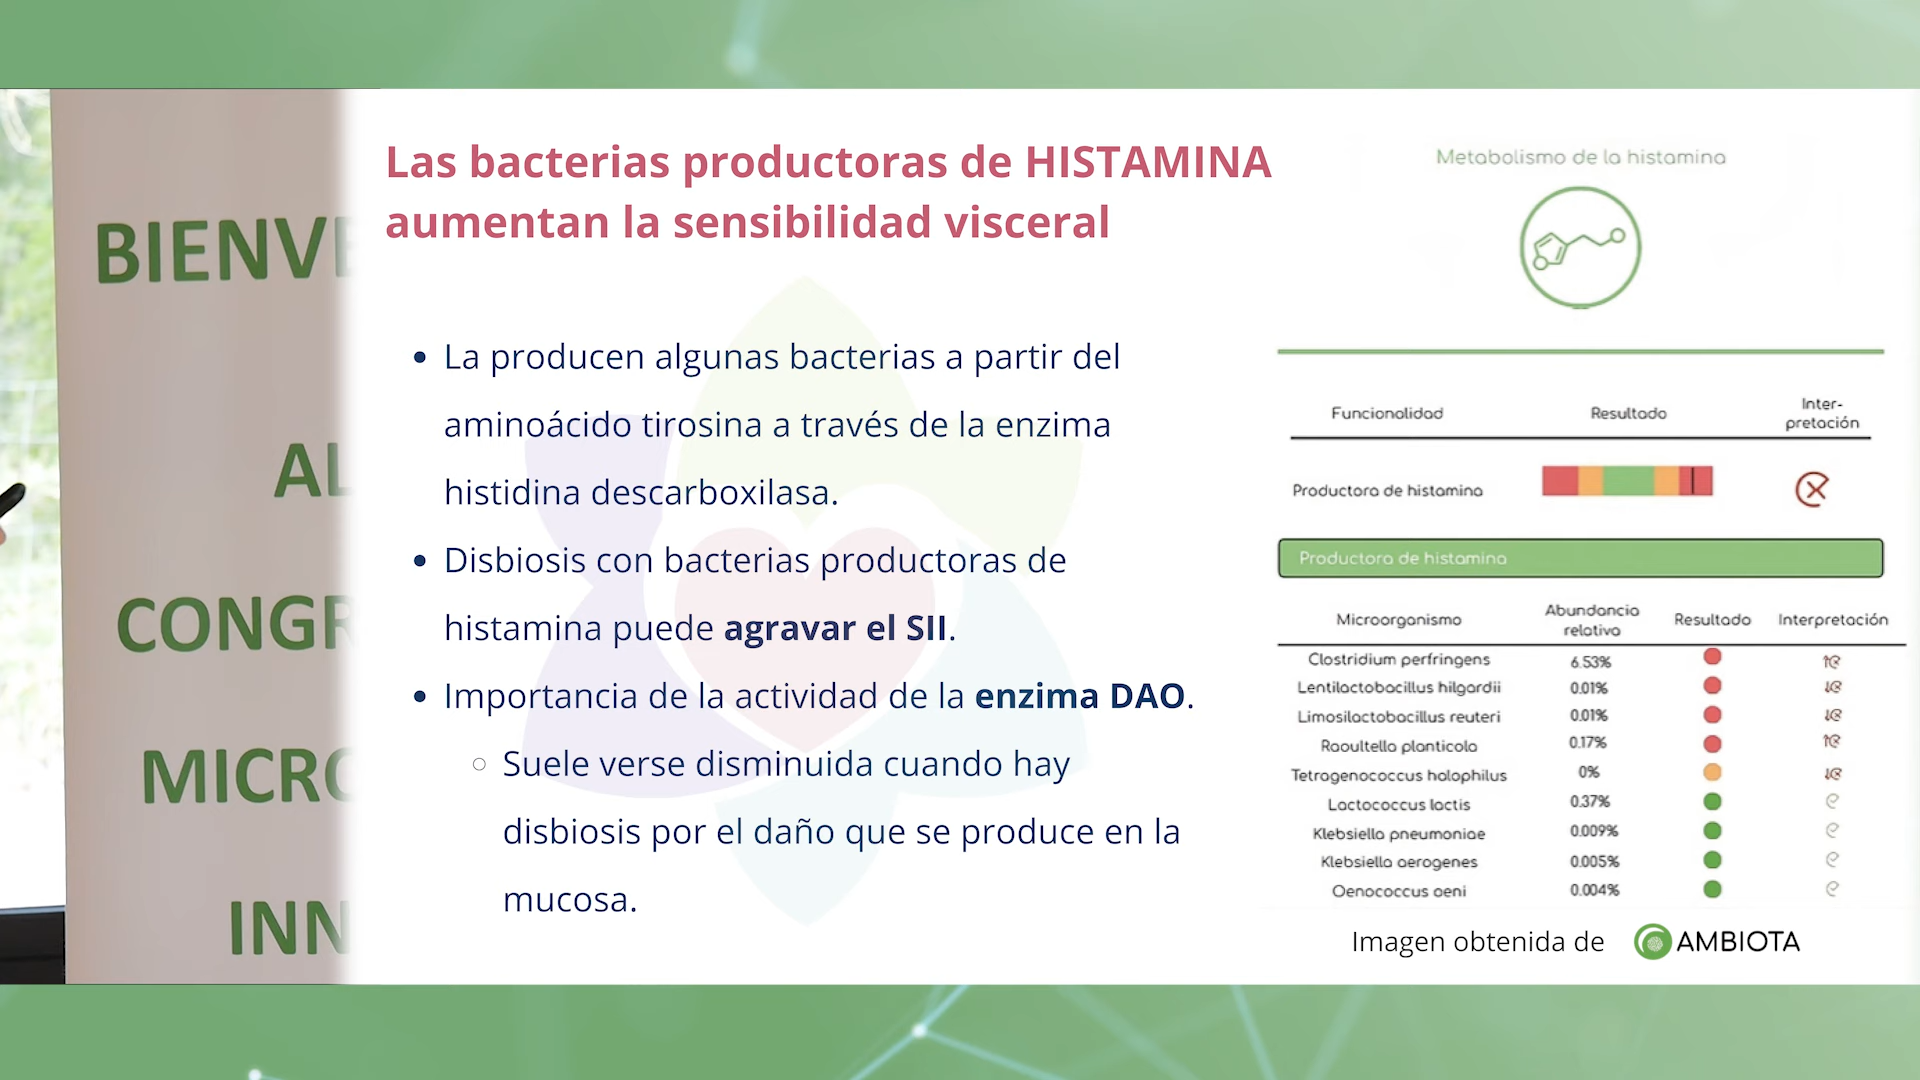 BIENVE
AL
CONGR
MICRO
INN
Las bacterias productoras de HISTAMINA
aumentan la sensibilidad visceral
La producen algunas bacterias a partir del
aminoácido tirosina a través de la enzima
histidina descarboxilasa.
Disbiosis con bacterias productoras de
histamina puede agravar el SII.
Importancia de la actividad de la enzima DAO.
Suele verse disminuida cuando hay
disbiosis por el daño que se produce en la
mucosa.
Metabolismo de la histamina
Funcionalidad Resultado Inter-
pretación
Productora de histamina
Productora de histamina
Microorganismo Abundancia relativa Resultado Interpretación
Clostridium perfringens 6.53%
Lentilactobacillus hilgardii 0.01%
Limosilactobacillus reuteri 0.01%
Raoultella planticola 0.17%
Tetrogenococcus halophilus 0%
Lactococcus lactis 0.37%
Klebsiella pneumoniae 0.009%
Klebsiella aerogenes 0.005%
Oenococcus oeni 0.004%
Imagen obtenida de AMBIOTA